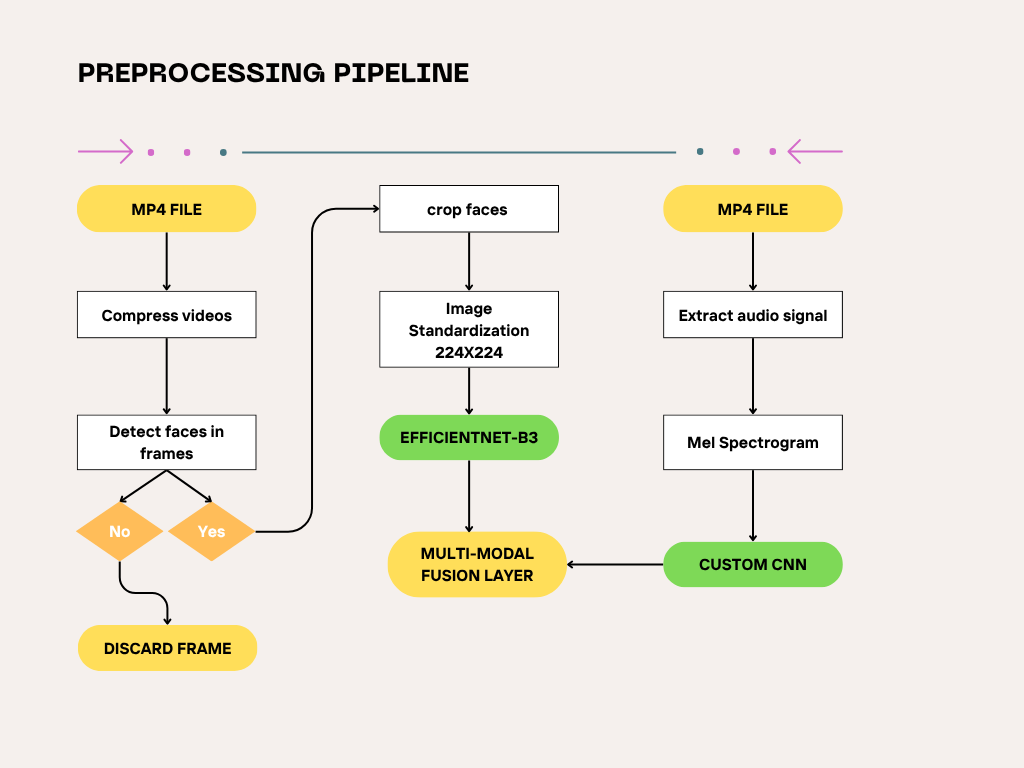 PREPROCESSING PIPELINE
MP4 FILE
Compress videos
Detect faces in
frames
No
Yes
DISCARD FRAME
crop faces
Image
Standardization
224X224
EFFICIENTNET-B3
MULTI-MODAL
FUSION LAYER
MP4 FILE
Extract audio signal
Mel Spectrogram
CUSTOM CNN